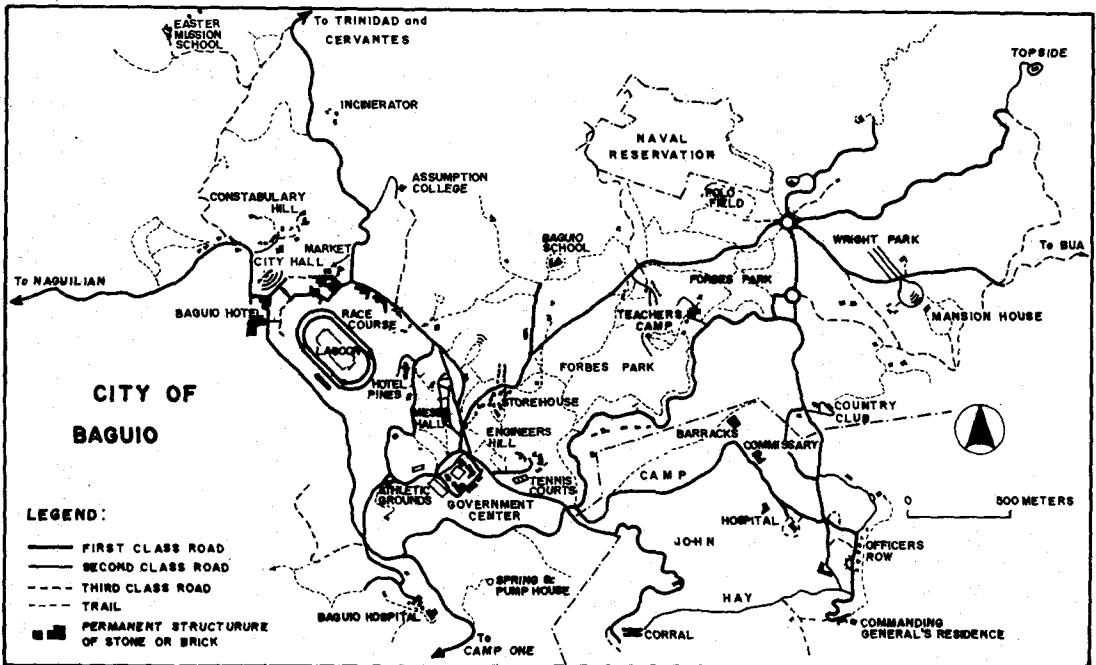 EASTER
MISSION
SCHOOL
To TRINIDAD and
CERVANTES
TOPSIDE
INCINERATOR
NAVAL
RESERVATION
ASSUMPTION
COLLEGE
POLO
FIELD
CONSTABULARY
HILL
MARKET
CITY HALL
BAGUIO
SCHOOL
WRIGHT PARK
To BUA
To NAGUILIAN
FORBES PARK
BAGUIO HOTEL
RACE
COURSE
TEACHERS
CAMP
MANSION HOUSE
LAGOON
FORBES PARK
HOTEL
PINES
CITY OF
BAGUIO
MESS
HALL
STOREHOUSE
COUNTRY
CLUB
ENGINEERS
HILL
BARRACKS
COMMISSARY
CAMP
TENNIS
COURTS
ATHLETIC
GROUNDS
GOVERNMENT
CENTER
0 500 METERS
LEGEND:
HOSPITAL
JOHN
OFFICERS
ROW
FIRST CLASS ROAD
SECOND CLASS ROAD
THIRD CLASS ROAD
TRAIL
PERMANENT STRUCTURURE
OF STONE OR BRICK
SPRING &
PUMP HOUSE
HAY
BAGUIO HOSPITAL
CORRAL
COMMANDING
GENERAL'S RESIDENCE
To
CAMP ONE